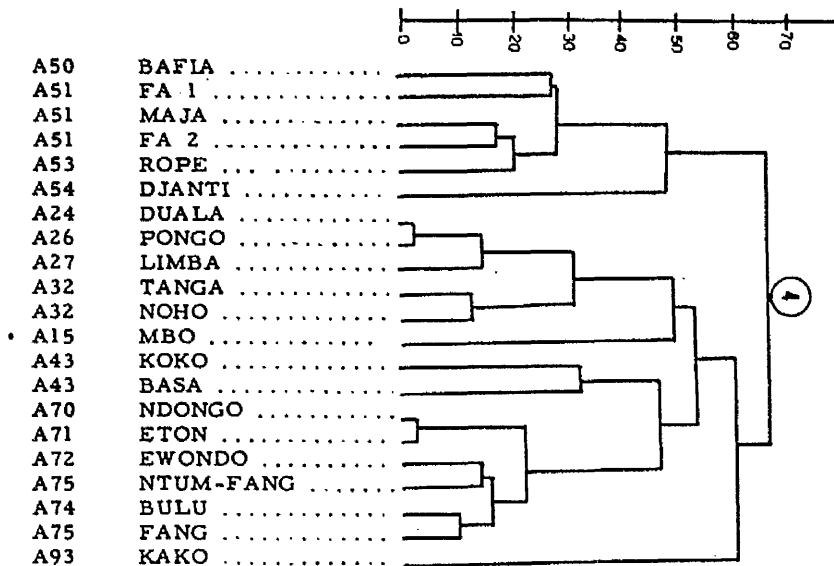 0 10 20 30 40 50 60 70
A50 BAFIA ..............
A51 FA 1 ................
A51 MAJA ..............
A51 FA 2 ...............
A53 ROPE ... ...........
A54 DJANTI .............
A24 DUALA .............
A26 PONGO .............
A27 LIMBA .............
A32 TANGA .............
A32 NOHO ..............
A15 MBO ...............
A43 KOKO ..............
A43 BASA ..............
A70 NDONGO ...........
A71 ETON ..............
A72 EWONDO ...........
A75 NTUM-FANG .......
A74 BULU ..............
A75 FANG ..............
A93 KAKO ..............
4